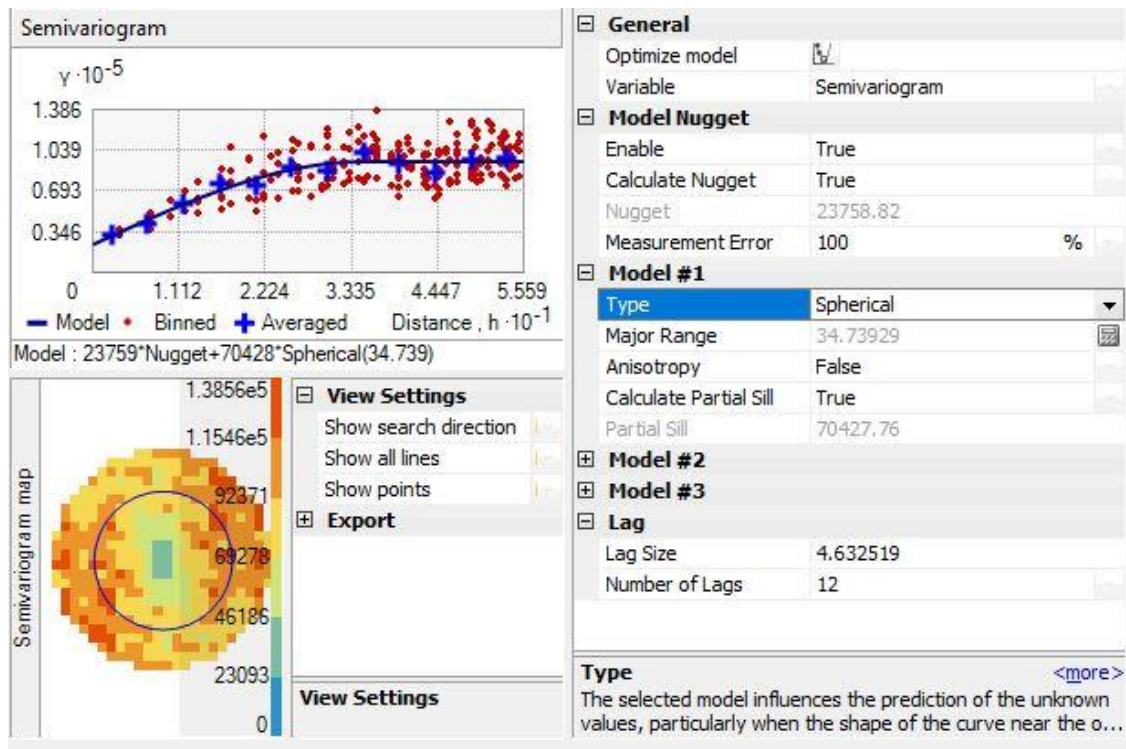 Semivariogram
γ ·10-5
1.386
1.039
0.693
0.346
0 1.112 2.224 3.335 4.447 5.559
Model Binned Averaged Distance , h ·10-1
Model : 23759*Nugget+70428*Spherical(34.739)
Semivariogram map
1.3856e5
1.1546e5
92371
69278
46186
23093
0
View Settings
Show search direction
Show all lines
Show points
Export
View Settings
General
Optimize model
Variable Semivariogram
Model Nugget
Enable True
Calculate Nugget True
Nugget 23758.82
Measurement Error 100 %
Model #1
Type Spherical
Major Range 34.73929
Anisotropy False
Calculate Partial Sill True
Partial Sill 70427.76
Model #2
Model #3
Lag
Lag Size 4.632519
Number of Lags 12
Type <more>
The selected model influences the prediction of the unknown
values, particularly when the shape of the curve near the o...